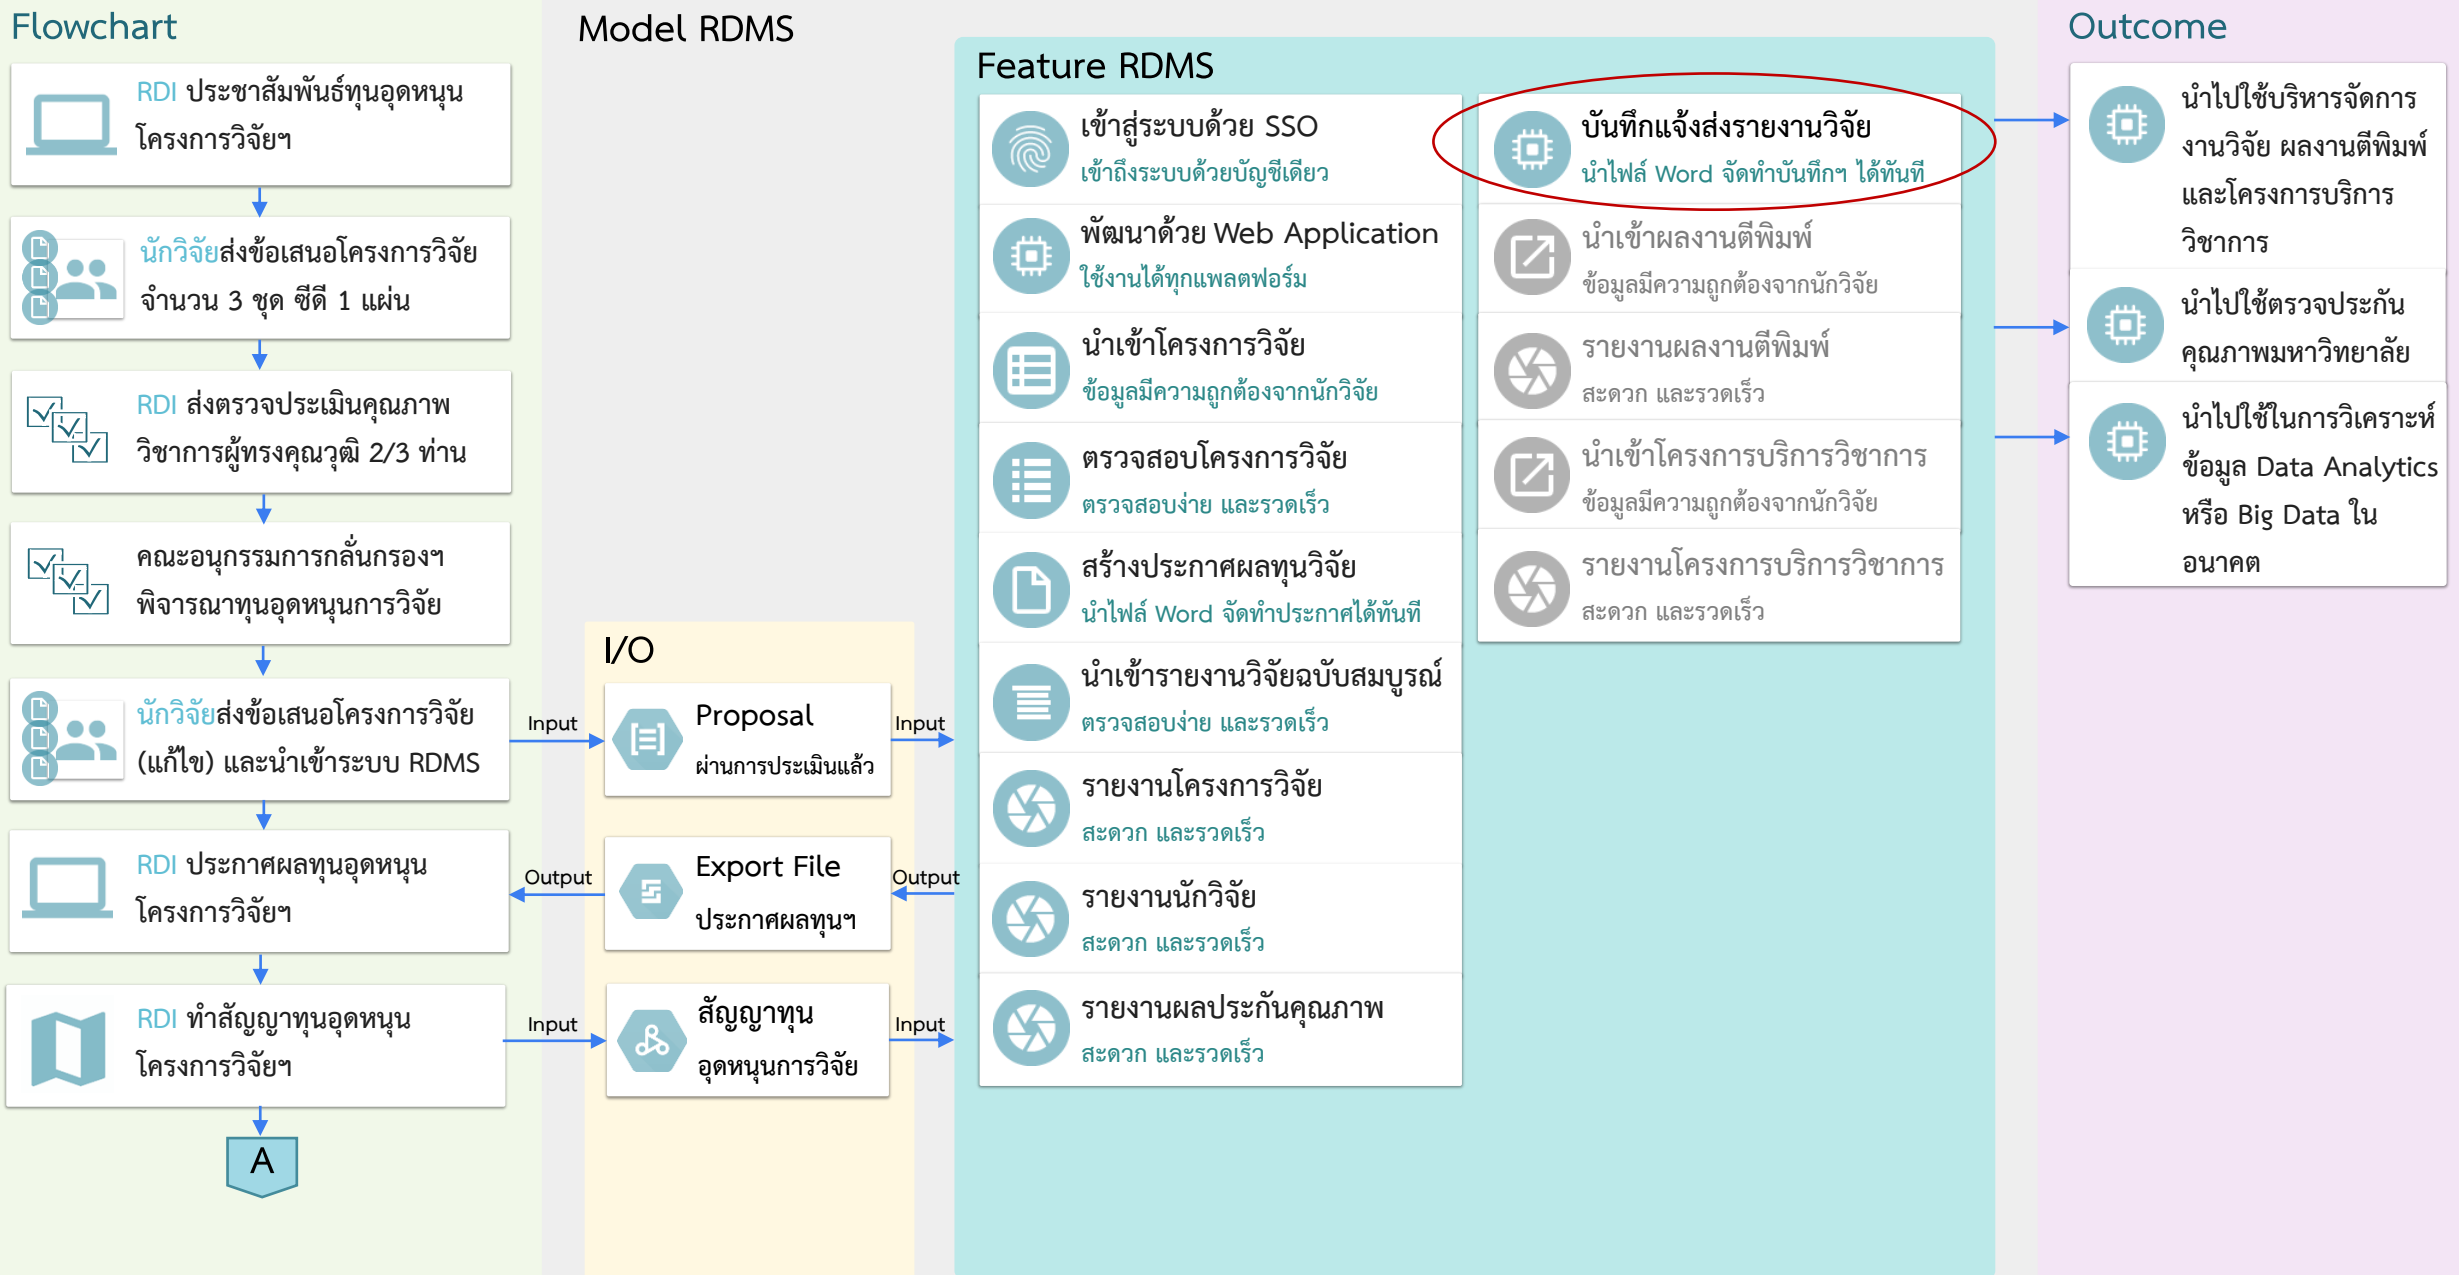 Flowchart
RDI ประชาสัมพันธ์ทุนอุดหนุน
โครงการวิจัยฯ
นักวิจัยส่งข้อเสนอโครงการวิจัย
จำนวน 3 ชุด ซีดี 1 แผ่น
RDI ส่งตรวจประเมินคุณภาพ
วิชาการผู้ทรงคุณวุฒิ 2/3 ท่าน
คณะอนุกรรมการกลั่นกรองฯ
พิจารณาทุนอุดหนุนการวิจัย
นักวิจัยส่งข้อเสนอโครงการวิจัย
(แก้ไข) และนำเข้าระบบ RDMS
RDI ประกาศผลทุนอุดหนุน
โครงการวิจัยฯ
RDI ทำสัญญาทุนอุดหนุน
โครงการวิจัยฯ
A
Model RDMS
I/O
Input
Proposal
ผ่านการประเมินแล้ว
Input
Output
Export File
ประกาศผลทุนฯ
Output
Input
สัญญาทุน
อุดหนุนการวิจัย
Input
Feature RDMS
เข้าสู่ระบบด้วย SSO
เข้าถึงระบบด้วยบัญชีเดียว
พัฒนาด้วย Web Application
ใช้งานได้ทุกแพลตฟอร์ม
นำเข้าโครงการวิจัย
ข้อมูลมีความถูกต้องจากนักวิจัย
ตรวจสอบโครงการวิจัย
ตรวจสอบง่าย และรวดเร็ว
สร้างประกาศผลทุนวิจัย
นำไฟล์ Word จัดทำประกาศได้ทันที
นำเข้ารายงานวิจัยฉบับสมบูรณ์
ตรวจสอบง่าย และรวดเร็ว
รายงานโครงการวิจัย
สะดวก และรวดเร็ว
รายงานนักวิจัย
สะดวก และรวดเร็ว
รายงานผลประกันคุณภาพ
สะดวก และรวดเร็ว
บันทึกแจ้งส่งรายงานวิจัย
นำไฟล์ Word จัดทำบันทึกฯ ได้ทันที
นำเข้าผลงานตีพิมพ์
ข้อมูลมีความถูกต้องจากนักวิจัย
รายงานผลงานตีพิมพ์
สะดวก และรวดเร็ว
นำเข้าโครงการบริการวิชาการ
ข้อมูลมีความถูกต้องจากนักวิจัย
รายงานโครงการบริการวิชาการ
สะดวก และรวดเร็ว
Outcome
นำไปใช้บริหารจัดการ
งานวิจัย ผลงานตีพิมพ์
และโครงการบริการ
วิชาการ
นำไปใช้ตรวจประกัน
คุณภาพมหาวิทยาลัย
นำไปใช้ในการวิเคราะห์
ข้อมูล Data Analytics
หรือ Big Data ใน
อนาคต